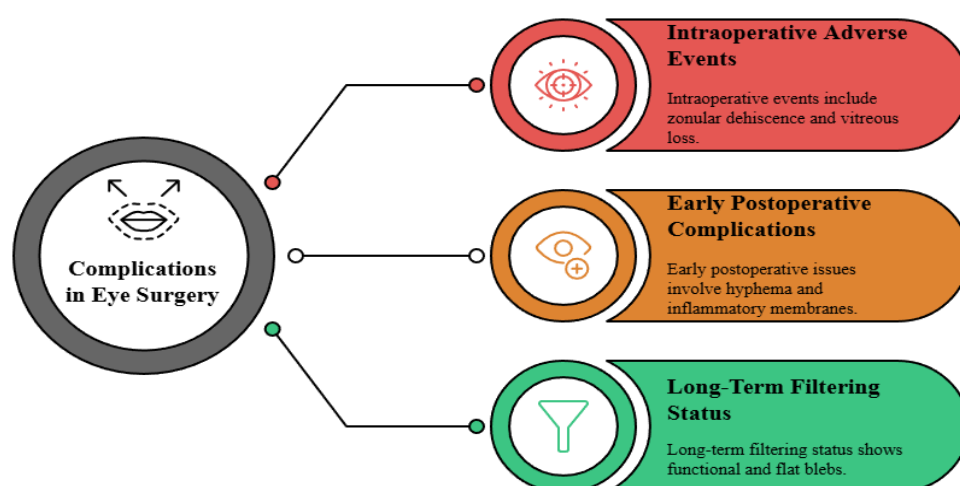 Complications
in Eye Surgery
Intraoperative Adverse
Events
Intraoperative events include
zonular dehiscence and vitreous
loss.
Early Postoperative
Complications
Early postoperative issues
involve hyphema and
inflammatory membranes.
Long-Term Filtering
Status
Long-term filtering status shows
functional and flat blebs.